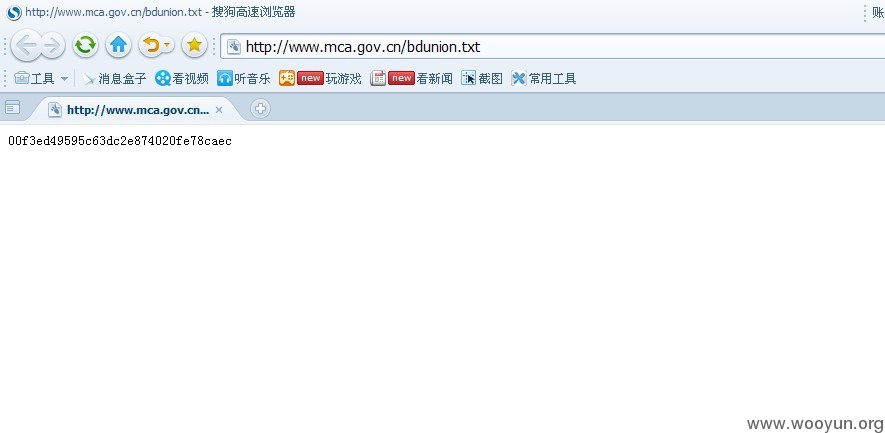 http://www.mca.gov.cn/bdunion.txt - 搜狗高速浏览器
账
http://www.mca.gov.cn/bdunion.txt
工具 消息盒子 看视频 听音乐 new 玩游戏 new 看新闻 截图 常用工具
http://www.mca.gov.cn...
00f3ed49595c63dc2e874020fe78caec
www.wooyun.org